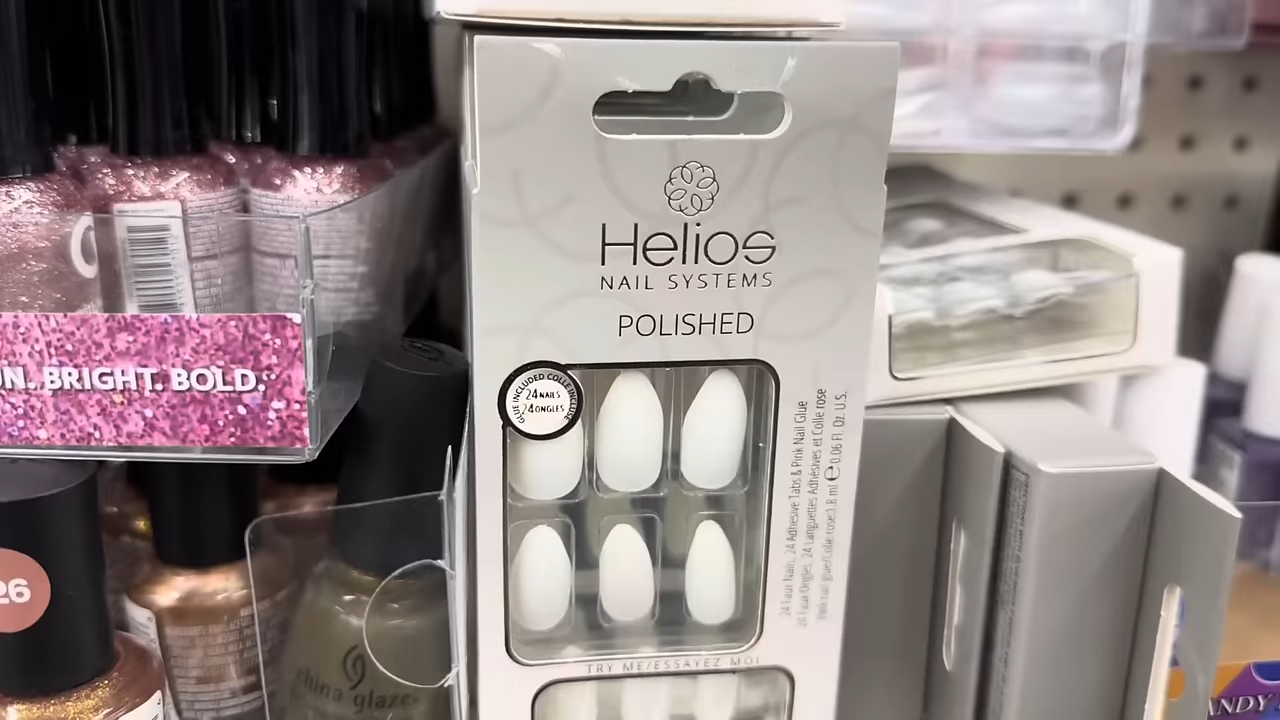 Helios
NAIL SYSTEMS
POLISHED
GLUE INCLUDED COLLE INCLUSE
24 NAILS
24 ONGLES
24 Faux Nails, 24 Adhesive Tabs & Pink Nail Glue
24 Faux Ongles, 24 Languettes Adhésives et Colle rose
Pink nail glue/Colle rose:1.8 ml ℮ 0.06 Fl. Oz. U.S.
TRY ME/ESSAYEZ MOI
UN. BRIGHT. BOLD.
26
china glaze
ANDY